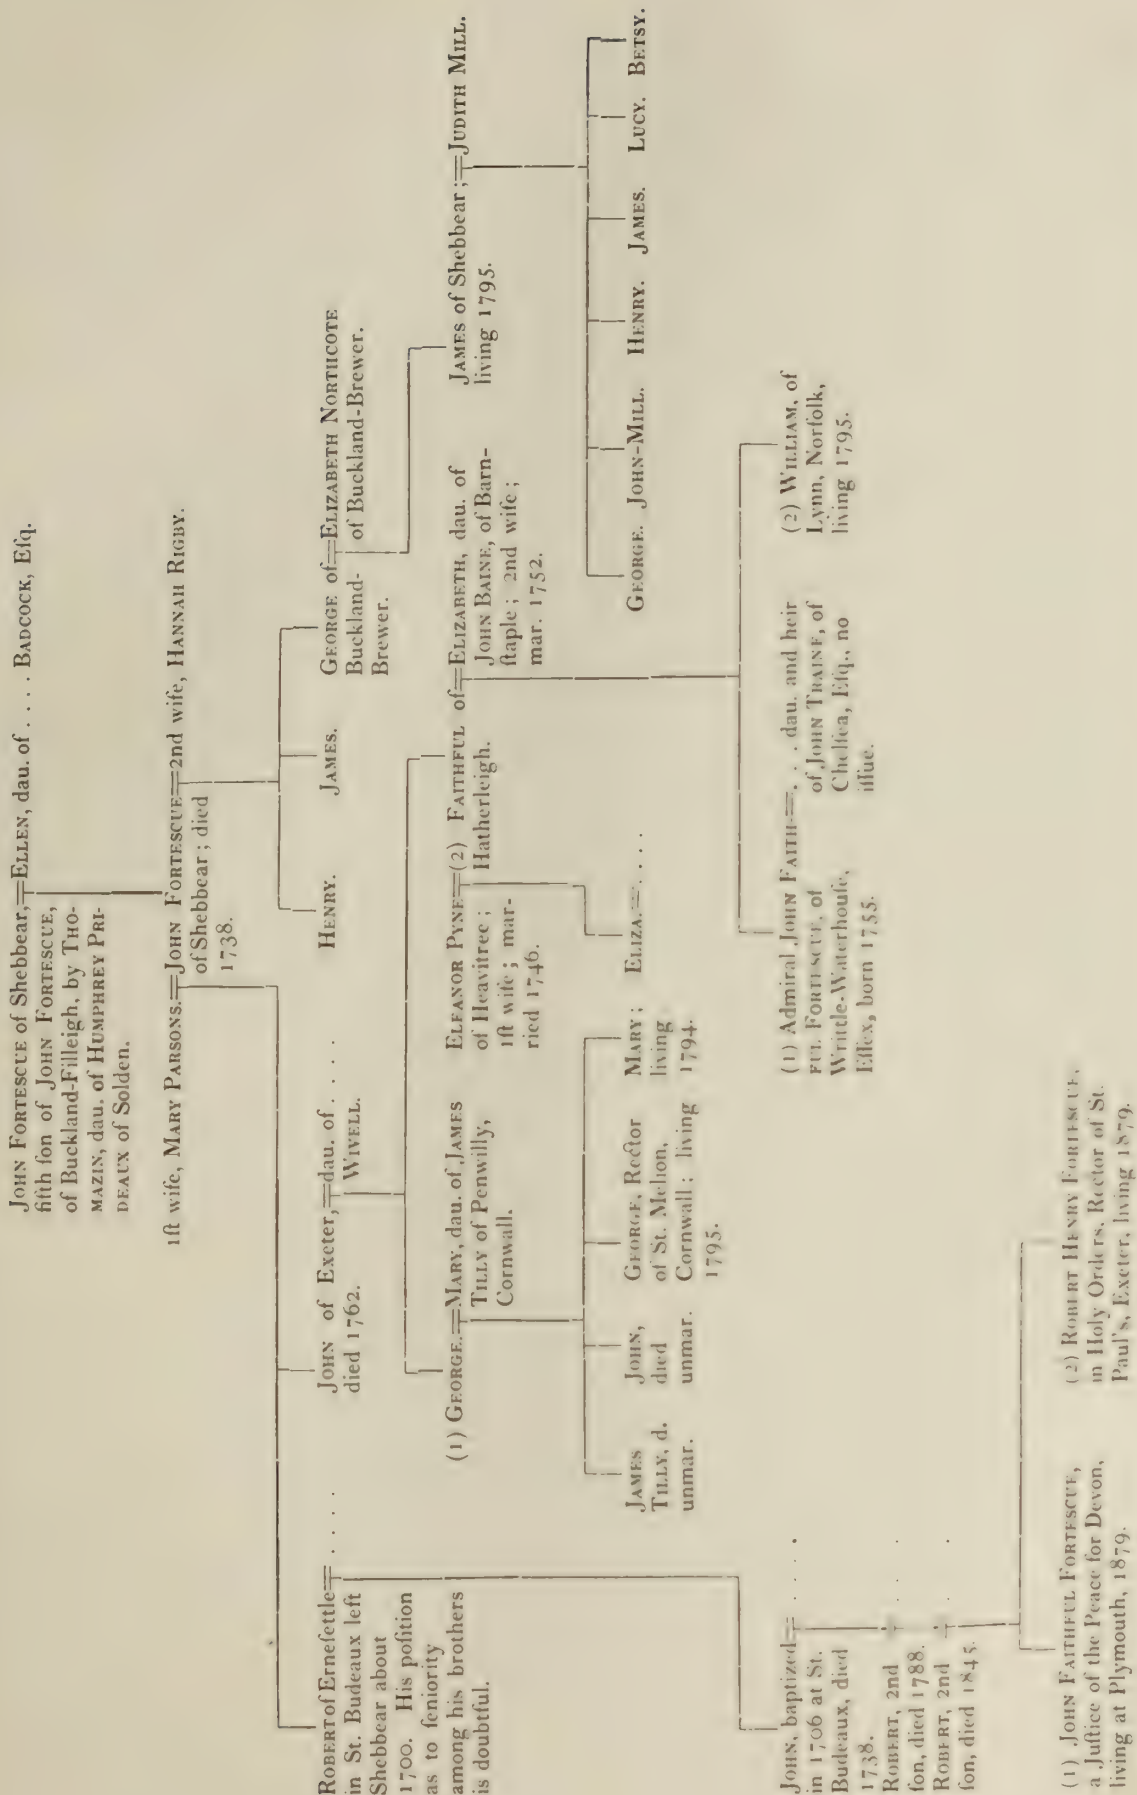 JOHN FORTESCUE of Shebbear,=ELLEN, dau. of . . . . BADCOCK, Eſq.
fifth ſon of JOHN FORTESCUE,
of Buckland-Filleigh, by THO-
MAZIN, dau. of HUMPHREY PRI-
DEAUX of Solden.
1ſt wife, MARY PARSONS.=JOHN FORTESCUE=2nd wife, HANNAH RIGBY.
of Shebbear; died
1738.
ROBERT of Erneſettle= . . . .
in St. Budeaux left
Shebbear about
1700. His poſition
as to ſeniority
among his brothers
is doubtful.
JOHN of Exeter,=dau. of . . . .
died 1762.
WIVELL.
HENRY.
JAMES.
GEORGE of=ELIZABETH NORTHCOTE
Buckland-
Brewer.
of Buckland-Brewer.
(1) GEORGE.=MARY, dau. of JAMES
TILLY of Penwilly,
Cornwall.
ELEANOR PYNE=(2) FAITHFUL of=ELIZABETH, dau. of
of Heavitree;
1ſt wife; mar-
ried 1746.
Hatherleigh.
JOHN BAINE, of Barn-
ſtaple; 2nd wife;
mar. 1752.
JAMES of Shebbear;=JUDITH MILL.
living 1795.
JAMES
TILLY, d.
unmar.
JOHN,
died
unmar.
GEORGE, Rector
of St. Melion,
Cornwall; living
1795.
MARY;
living
1794.
ELIZA.= . . . .
GEORGE. JOHN-MILL. HENRY. JAMES. LUCY. BETSY.
JOHN, baptized= . . . .
in 1706 at St.
Budeaux, died
1738.
ROBERT, 2nd
ſon, died 1788.
ROBERT, 2nd
ſon, died 1845.
(1) Admiral JOHN FAITH-= . . . dau. and heir
FUL FORTESCUE, of
Writtle-Waterhouſe,
Eſſex, born 1755.
of JOHN TRAINE, of
Chelſea, Eſq., no
iſſue.
(2) WILLIAM, of
Lynn, Norfolk,
living 1795.
(1) JOHN FAITHFUL FORTESCUE,
a Juſtice of the Peace for Devon,
living at Plymouth, 1879.
(2) ROBERT HENRY FORTESCUE,
in Holy Orders, Rector of St.
Paul's, Exeter, living 1879.